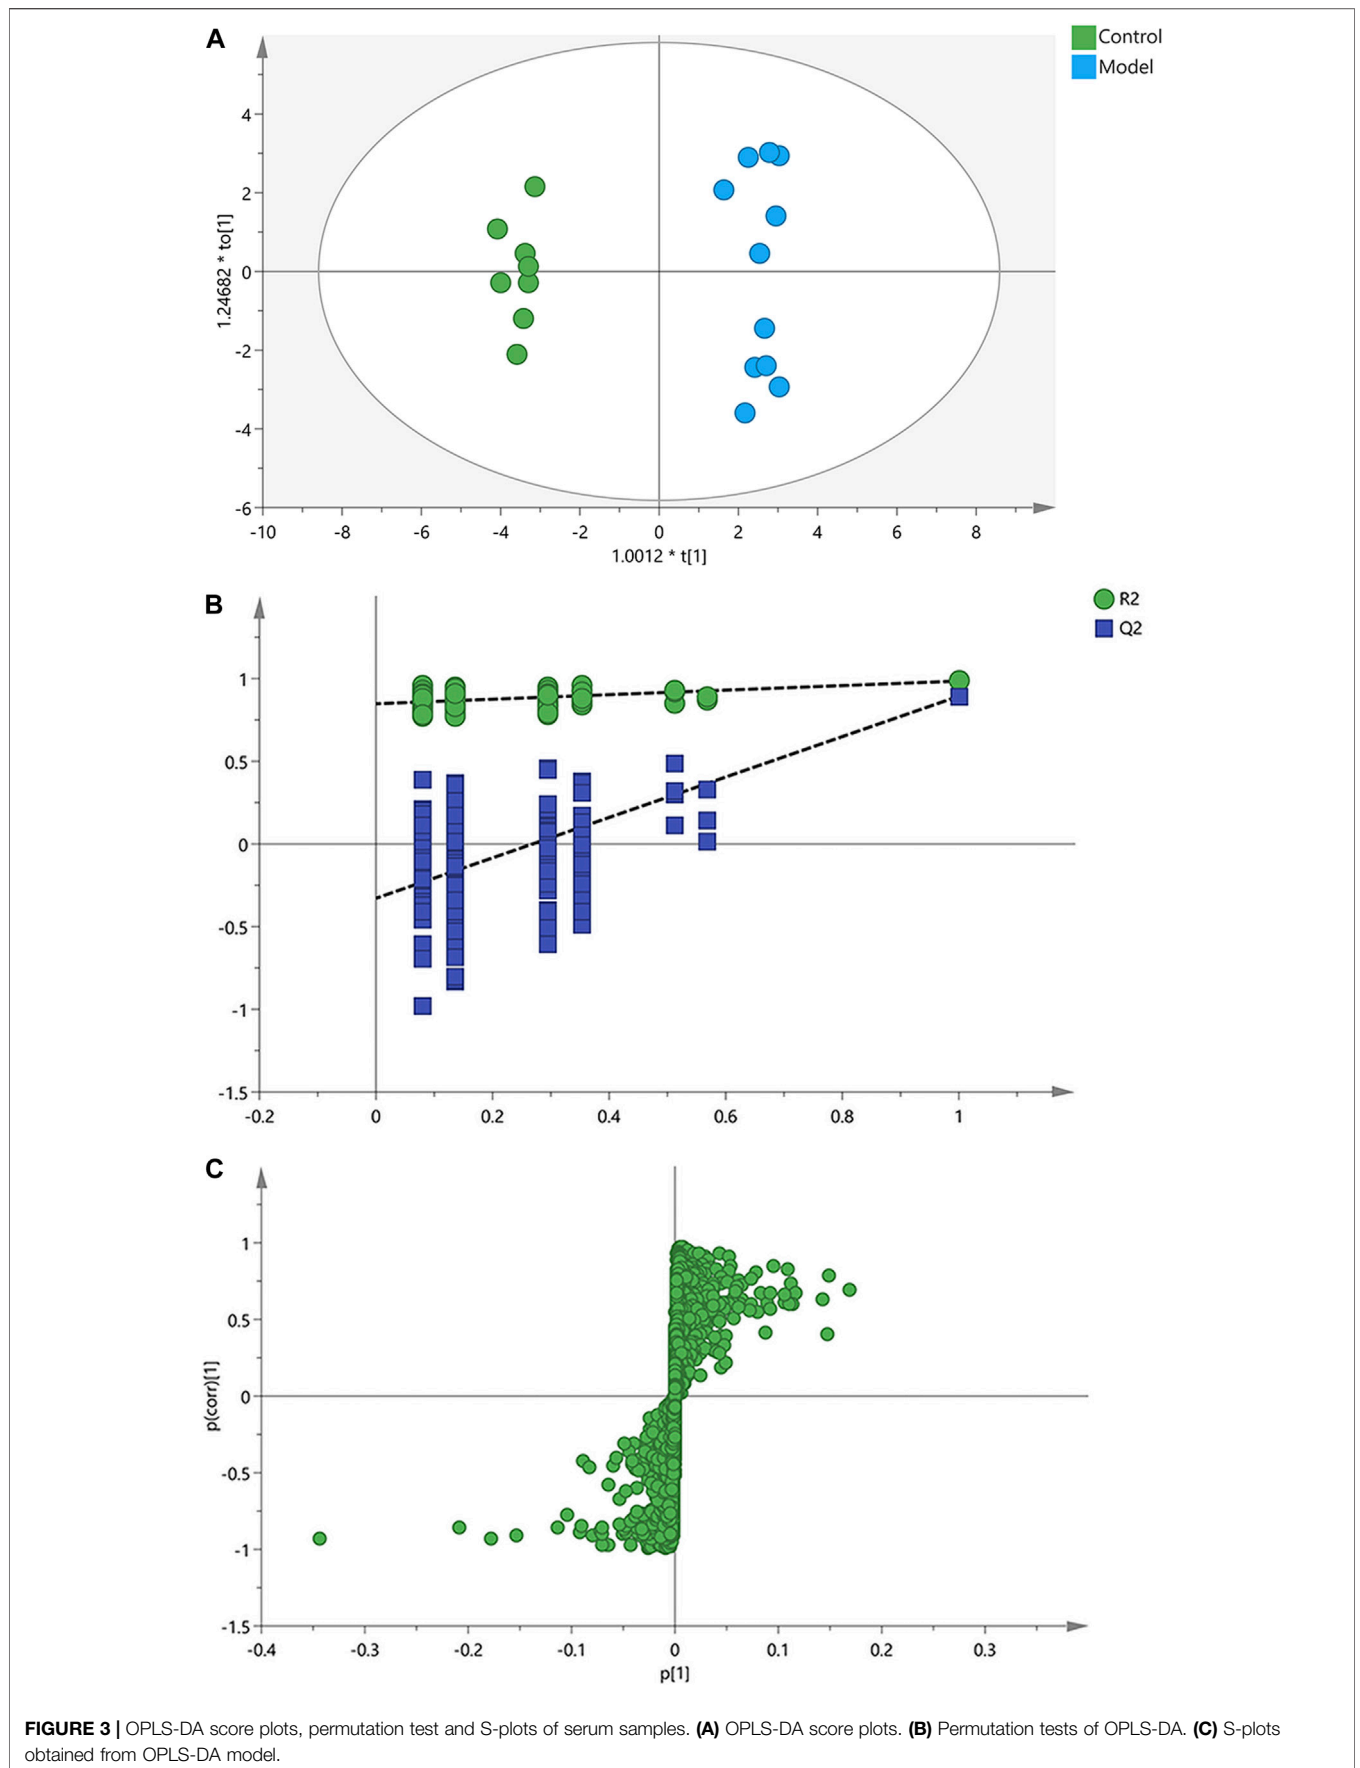 A
Control
Model
4
2
0
-2
-4
-6
1.24682 * to[1]
-10 -8 -6 -4 -2 0 2 4 6 8
1.0012 * t[1]
B
R2
Q2
1
0.5
0
-0.5
-1
-1.5
-0.2 0 0.2 0.4 0.6 0.8 1
C
1
0.5
0
-0.5
-1
-1.5
p(corr)[1]
-0.4 -0.3 -0.2 -0.1 0 0.1 0.2 0.3
p[1]
FIGURE 3 | OPLS-DA score plots, permutation test and S-plots of serum samples. (A) OPLS-DA score plots. (B) Permutation tests of OPLS-DA. (C) S-plots
obtained from OPLS-DA model.